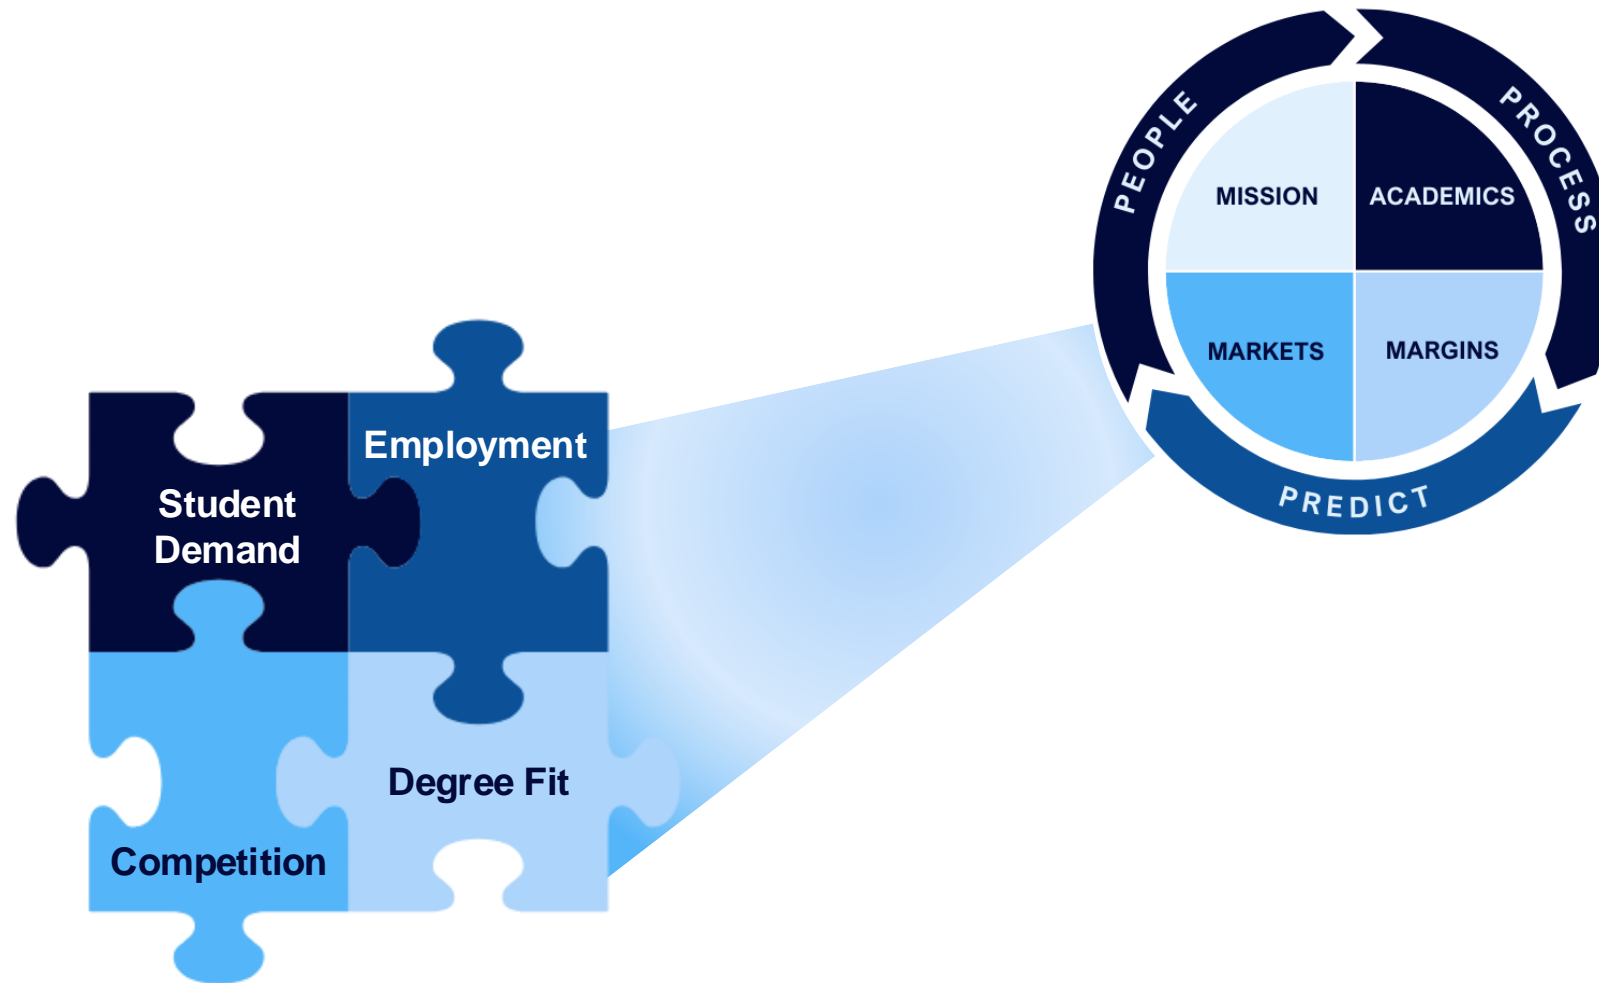 PEOPLE
PROCESS
MISSION
ACADEMICS
MARKETS
MARGINS
PREDICT
Employment
Student
Demand
Degree Fit
Competition